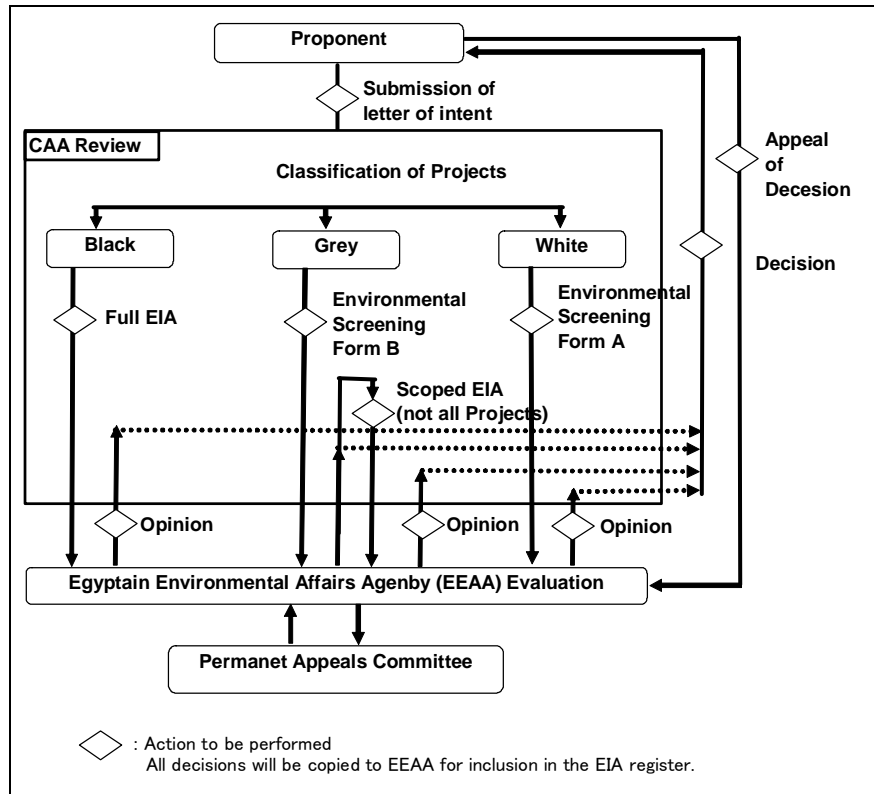 Proponent
Submission of
letter of intent
CAA Review
Classification of Projects
Appeal
of
Decesion
Black
Grey
White
Decision
Full EIA
Environmental
Screening
Form B
Environmental
Screening
Form A
Scoped EIA
(not all Projects)
Opinion
Opinion
Opinion
Egyptain Environmental Affairs Agenby (EEAA) Evaluation
Permanet Appeals Committee
: Action to be performed
All decisions will be copied to EEAA for inclusion in the EIA register.